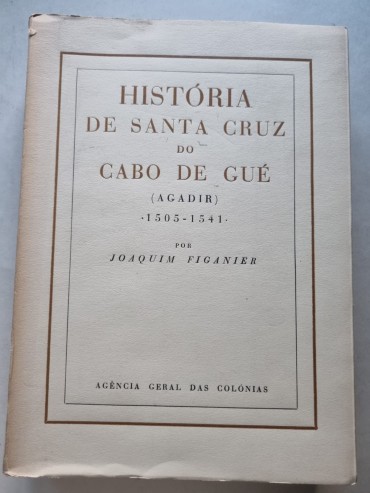 HISTÓRIA
DE SANTA CRUZ
DO
CABO DE GUÉ
(AGADIR)
·1505-1541·
POR
JOAQUIM FIGANIER
AGÊNCIA GERAL DAS COLÓNIAS